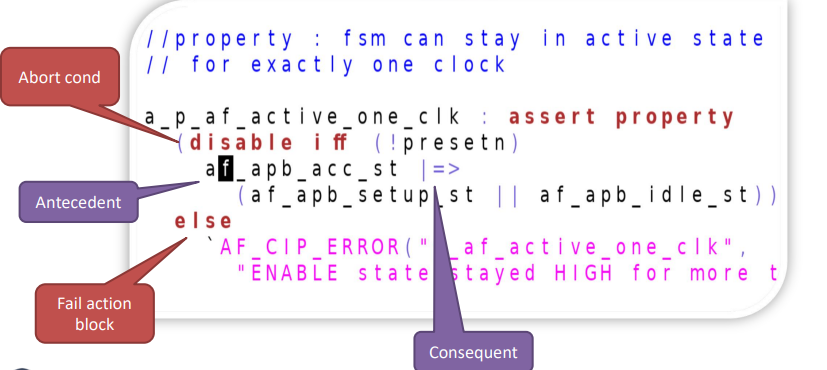 //property : fsm can stay in active state
// for exactly one clock
Abort cond
a_p_af_active_one_clk : assert property
(disable iff (!presetn)
af_apb_acc_st |=>
Antecedent
(af_apb_setup_st || af_apb_idle_st))
else
`AF_CIP_ERROR(" _af_active_one_clk",
"ENABLE state stayed HIGH for more t
Fail action
block
Consequent